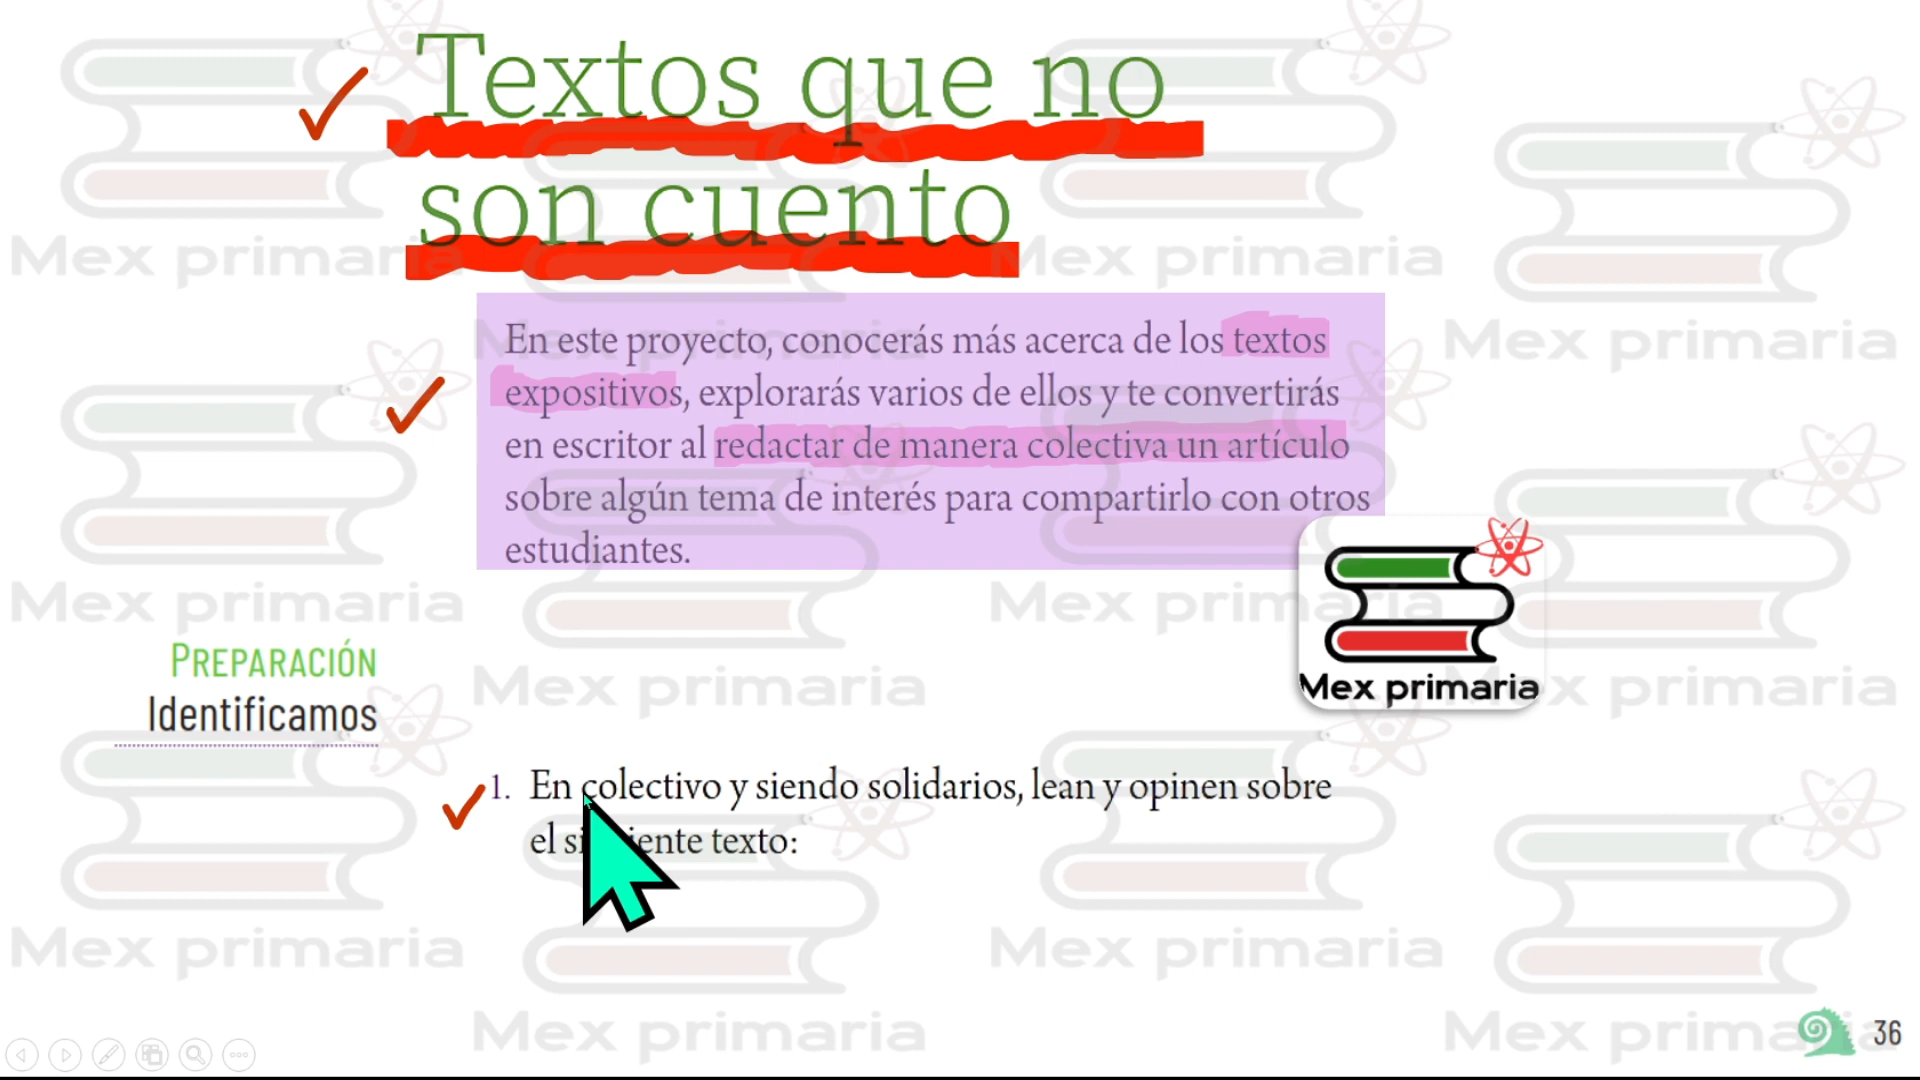 Textos que no
son cuento
En este proyecto, conocerás más acerca de los textos
expositivos, explorarás varios de ellos y te convertirás
en escritor al redactar de manera colectiva un artículo
sobre algún tema de interés para compartirlo con otros
estudiantes.
Mex primaria
PREPARACIÓN
Identificamos
1. En colectivo y siendo solidarios, lean y opinen sobre
el siguiente texto:
36